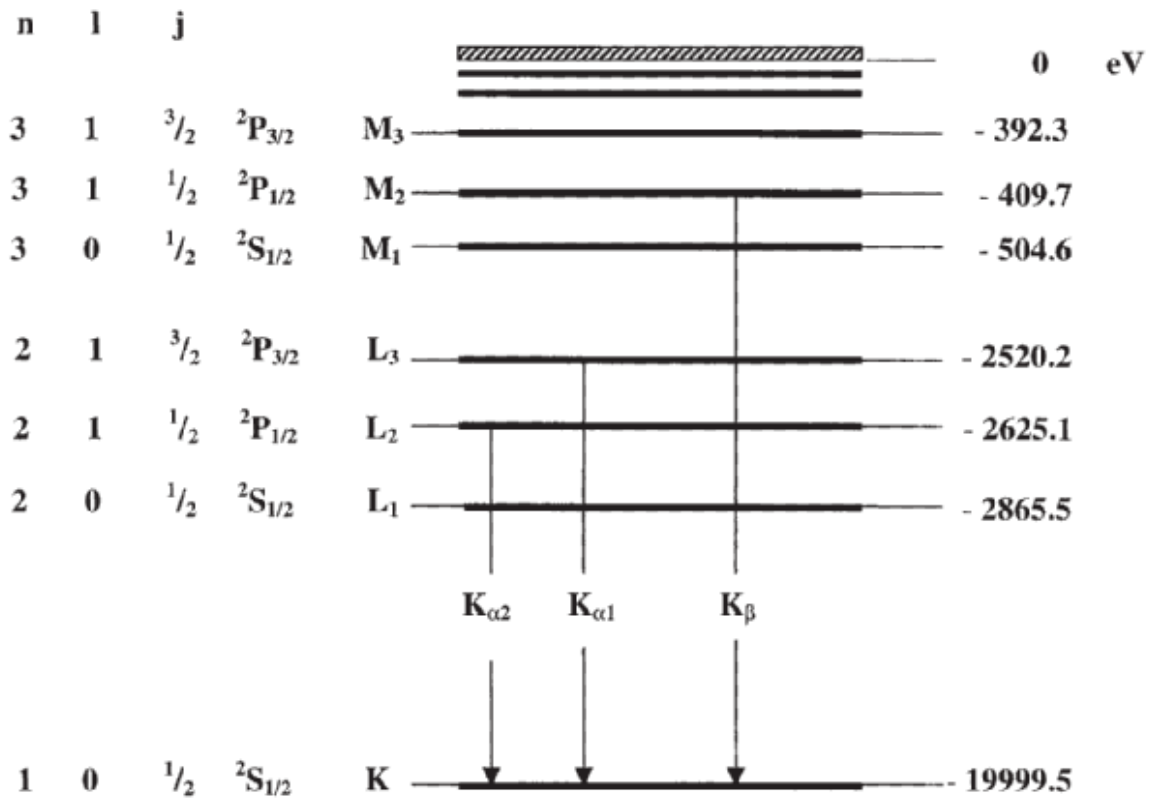 n l j
0 eV
3 1 3/2 ²P3/2 M3 - 392.3
3 1 1/2 ²P1/2 M2 - 409.7
3 0 1/2 ²S1/2 M1 - 504.6
2 1 3/2 ²P3/2 L3 - 2520.2
2 1 1/2 ²P1/2 L2 - 2625.1
2 0 1/2 ²S1/2 L1 - 2865.5
Kα2 Kα1 Kβ
1 0 1/2 ²S1/2 K - 19999.5